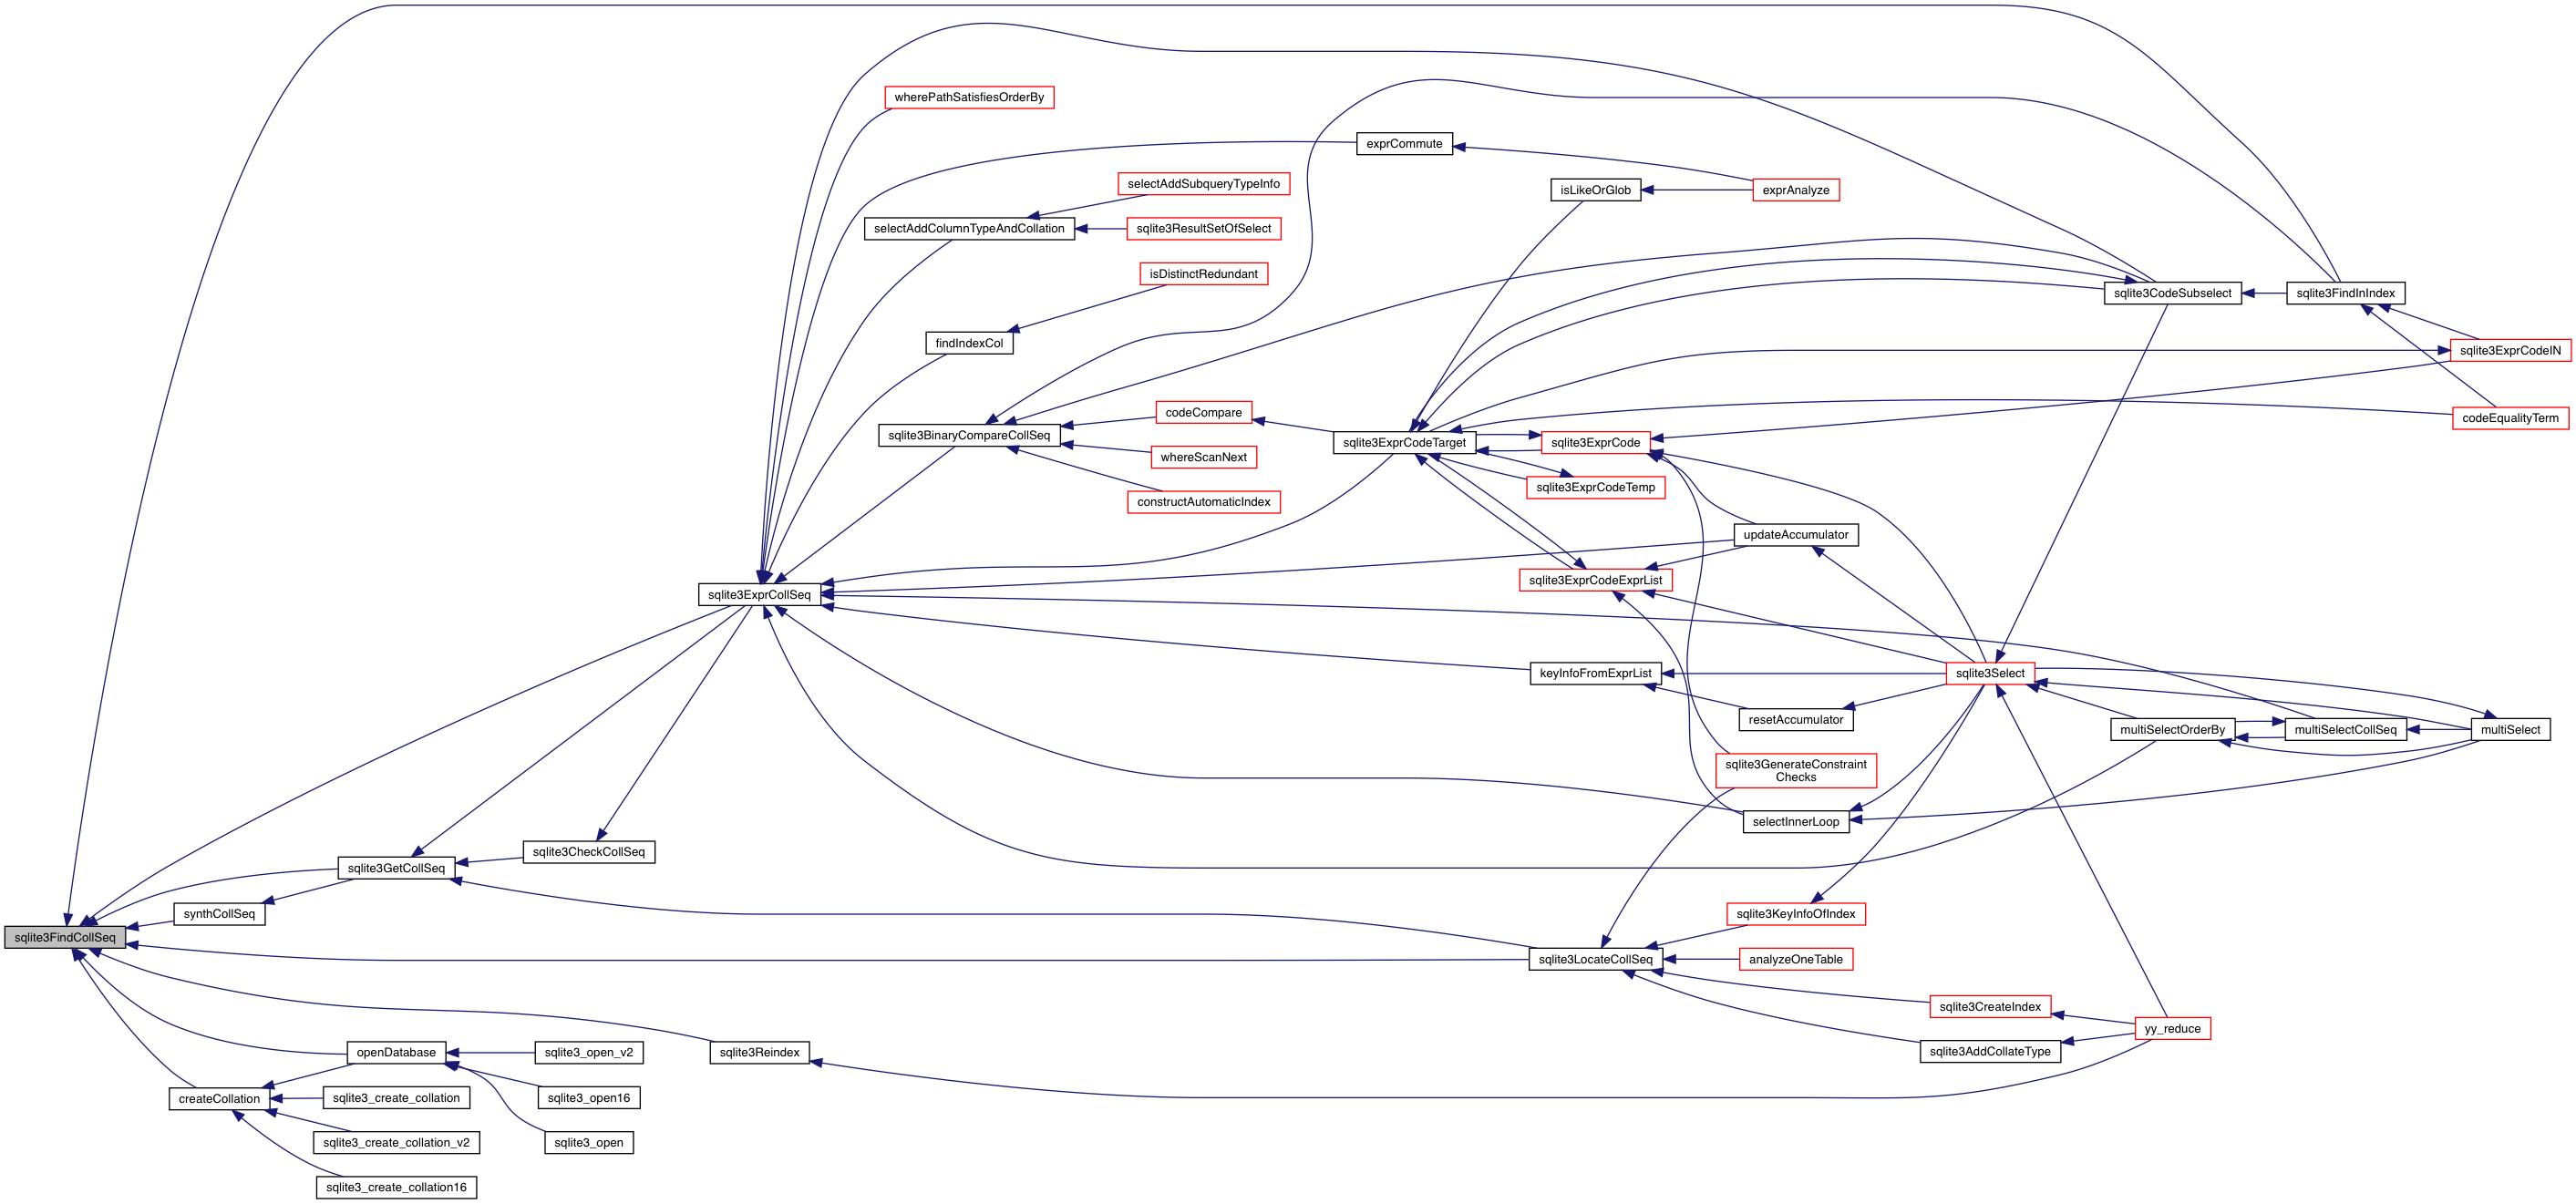 wherePathSatisfiesOrderBy
exprCommute
selectAddSubqueryTypeInfo
isLikeOrGlob
exprAnalyze
selectAddColumnTypeAndCollation
sqlite3ResultSetOfSelect
isDistinctRedundant
sqlite3CodeSubselect
sqlite3FindInIndex
findIndexCol
sqlite3ExprCodeIN
codeCompare
codeEqualityTerm
sqlite3BinaryCompareCollSeq
sqlite3ExprCodeTarget
sqlite3ExprCode
whereScanNext
sqlite3ExprCodeTemp
constructAutomaticIndex
updateAccumulator
sqlite3ExprCodeExprList
sqlite3ExprCollSeq
keyInfoFromExprList
sqlite3Select
resetAccumulator
multiSelectOrderBy
multiSelectCollSeq
multiSelect
sqlite3GenerateConstraint
Checks
selectInnerLoop
sqlite3CheckCollSeq
sqlite3GetCollSeq
synthCollSeq
sqlite3KeyInfoOfIndex
sqlite3FindCollSeq
sqlite3LocateCollSeq
analyzeOneTable
sqlite3CreateIndex
yy_reduce
openDatabase
sqlite3_open_v2
sqlite3Reindex
sqlite3AddCollateType
createCollation
sqlite3_create_collation
sqlite3_open16
sqlite3_create_collation_v2
sqlite3_open
sqlite3_create_collation16